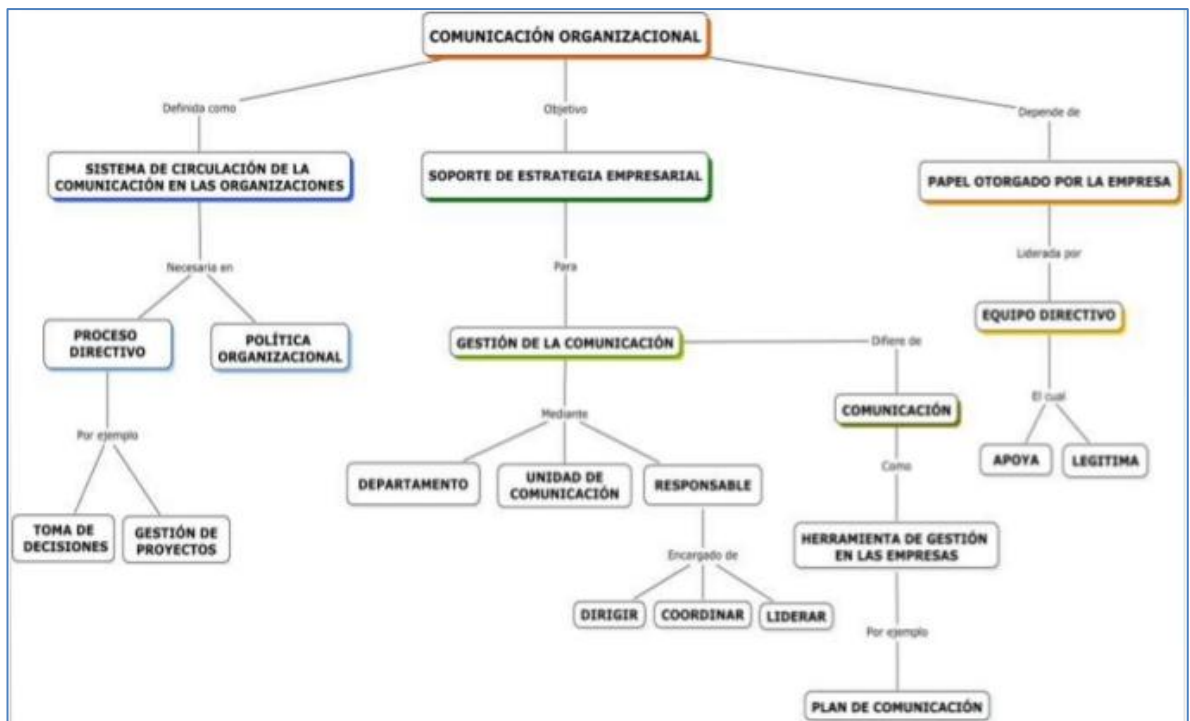 COMUNICACIÓN ORGANIZACIONAL
Definida como
Objetivo
Depende de
SISTEMA DE CIRCULACIÓN DE LA
COMUNICACIÓN EN LAS ORGANIZACIONES
SOPORTE DE ESTRATEGIA EMPRESARIAL
PAPEL OTORGADO POR LA EMPRESA
Necesaria en
Para
Liderada por
PROCESO
DIRECTIVO
POLÍTICA
ORGANIZACIONAL
GESTIÓN DE LA COMUNICACIÓN
Difiere de
EQUIPO DIRECTIVO
Por ejemplo
Mediante
COMUNICACIÓN
El cual
DEPARTAMENTO
UNIDAD DE
COMUNICACIÓN
RESPONSABLE
Como
APOYA
LEGITIMA
TOMA DE
DECISIONES
GESTIÓN DE
PROYECTOS
Encargado de
HERRAMIENTA DE GESTIÓN
EN LAS EMPRESAS
DIRIGIR
COORDINAR
LIDERAR
Por ejemplo
PLAN DE COMUNICACIÓN